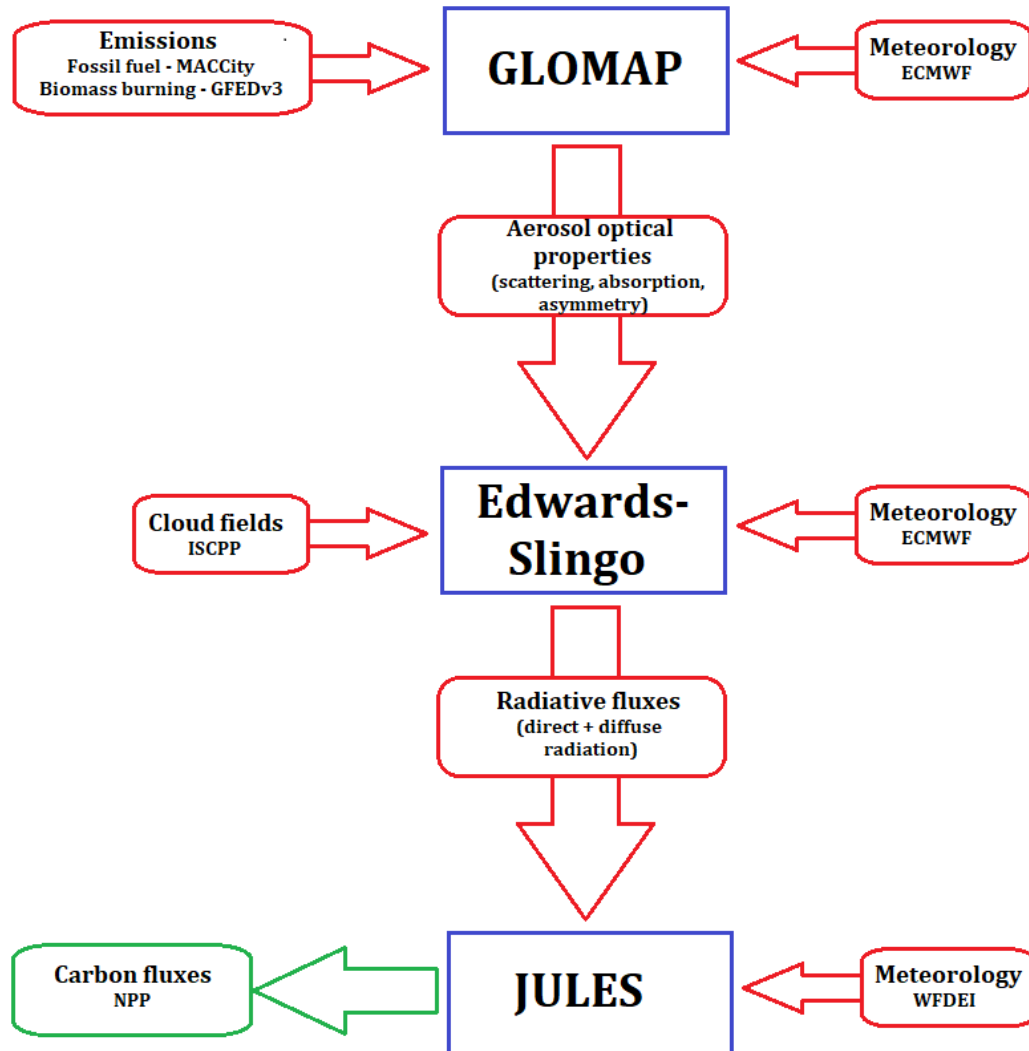 Emissions
Fossil fuel - MACCity
Biomass burning - GFEDv3
GLOMAP
Meteorology
ECMWF
Aerosol optical
properties
(scattering, absorption,
asymmetry)
Cloud fields
ISCPP
Edwards-
Slingo
Meteorology
ECMWF
Radiative fluxes
(direct + diffuse
radiation)
Carbon fluxes
NPP
JULES
Meteorology
WFDEI